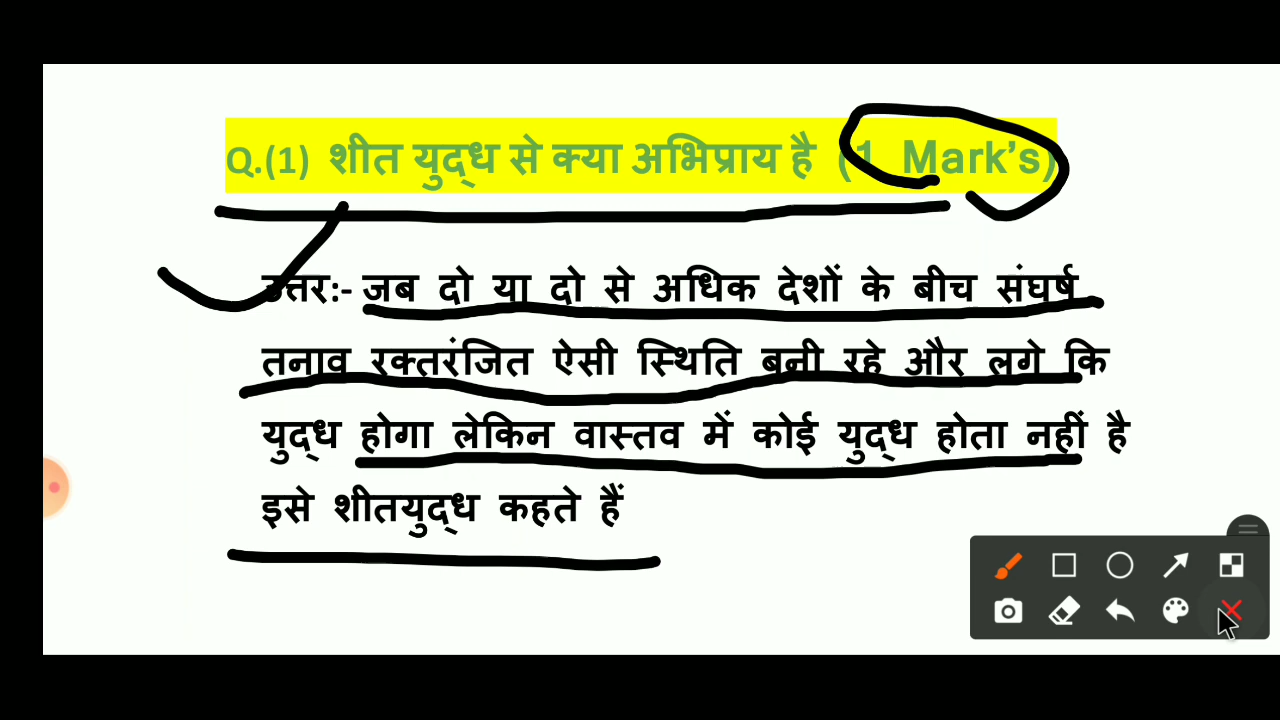 Q.(1) शीत युद्ध से क्या अभिप्राय है (1 Mark's)
उत्तर:- जब दो या दो से अधिक देशों के बीच संघर्ष
तनाव रक्तरंजित ऐसी स्थिति बनी रहे और लगे कि
युद्ध होगा लेकिन वास्तव में कोई युद्ध होता नहीं है
इसे शीतयुद्ध कहते हैं